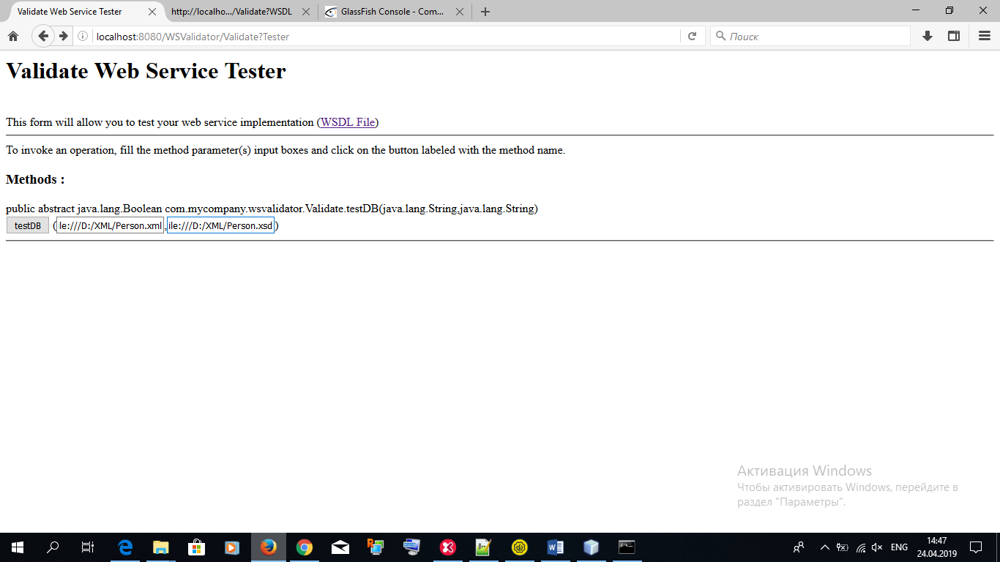 Validate Web Service Tester
http://localho.../Validate?WSDL
GlassFish Console - Com...
localhost:8080/WSValidator/Validate?Tester
Поиск
Validate Web Service Tester
This form will allow you to test your web service implementation (WSDL File)
To invoke an operation, fill the method parameter(s) input boxes and click on the button labeled with the method name.
Methods :
public abstract java.lang.Boolean com.mycompany.wsvalidator.Validate.testDB(java.lang.String,java.lang.String)
testDB (ile:///D:/XML/Person.xml,ile:///D:/XML/Person.xsd)
Активация Windows
Чтобы активировать Windows, перейдите в
раздел "Параметры".
ENG
14:47
24.04.2019